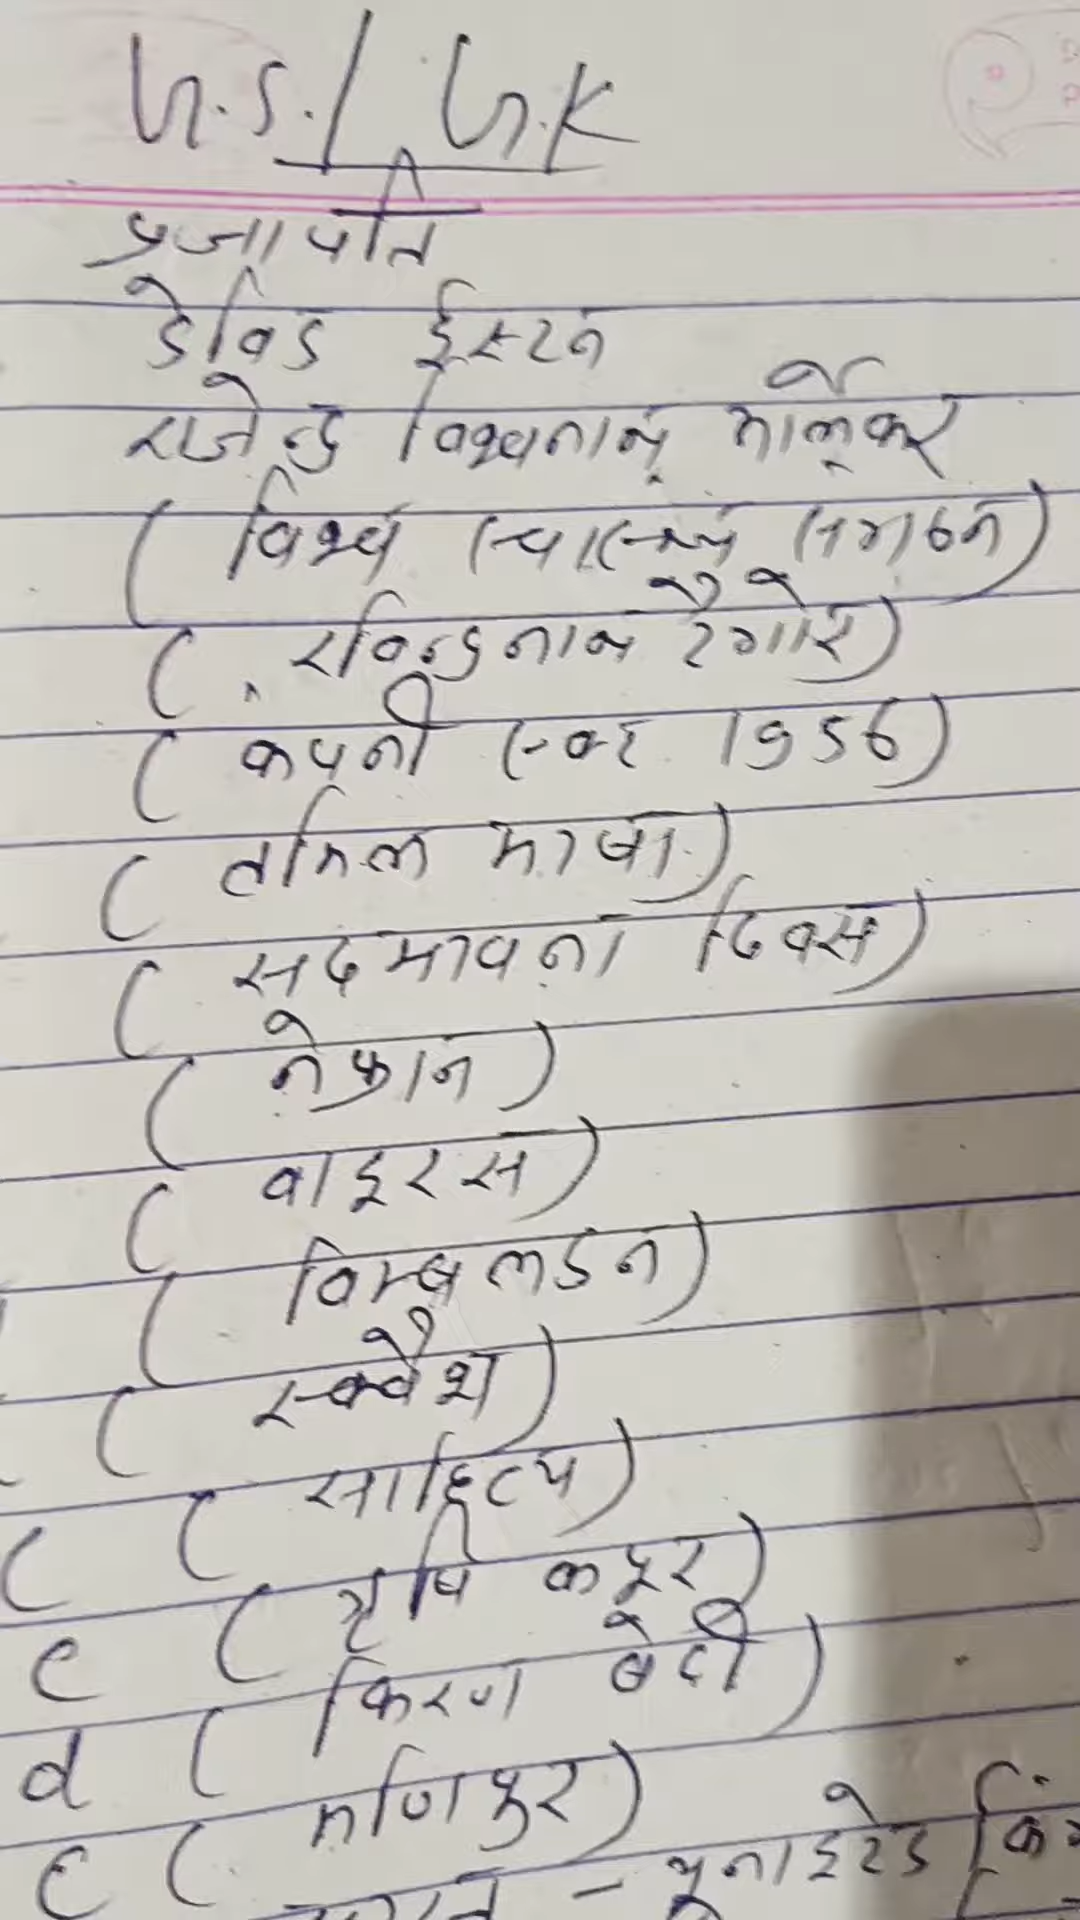 G.S./G.K
प्रजापति
डेविड ईस्टन
राजेन्द्र विश्वनाथ आर्लेकर
( विश्व स्वास्थ्य संगठन )
( रविन्द्रनाथ टैगोर )
( कंपनी एक्ट 1956 )
( तमिल भाषा )
( सदभावना दिवस )
( नेफ्रान )
( वाइरस )
( विम्बलडन )
( स्क्वैश )
( साहित्य )
( ऋषि कपूर )
( किरण बेदी )
( मणिपुर )
- यूनाइटेड